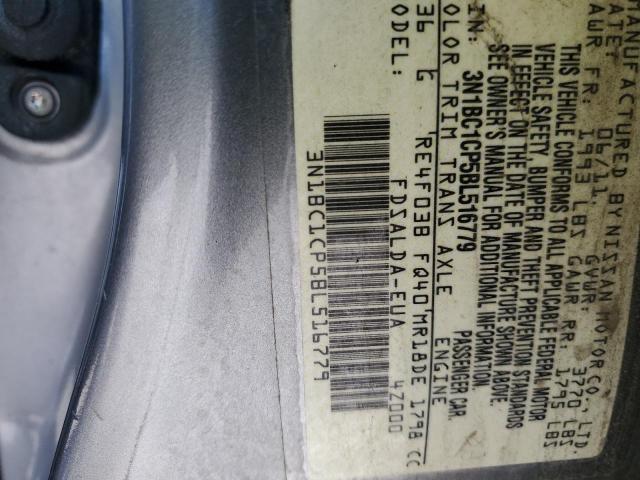 MANUFACTURED BY NISSAN MOTOR CO., LTD.
DATE: 06/11. GVWR: 3770 LBS.
GAWR FR: 1993 LBS GAWR RR: 1795 LBS
THIS VEHICLE CONFORMS TO ALL APPLICABLE FEDERAL MOTOR
VEHICLE SAFETY, BUMPER AND THEFT PREVENTION STANDARDS
IN EFFECT ON THE DATE OF MANUFACTURE SHOWN ABOVE.
SEE OWNER'S MANUAL FOR ADDITIONAL INFORMATION.
VIN: 3N1BC1CP5BL516779 PASSENGER CAR.
COLOR TRIM TRANS AXLE ENGINE
G RE4F03B FQ40 MR18DE 1798 CC
MODEL: FDSALDA-EUA 4Z000
3N1BC1CP5BL516779